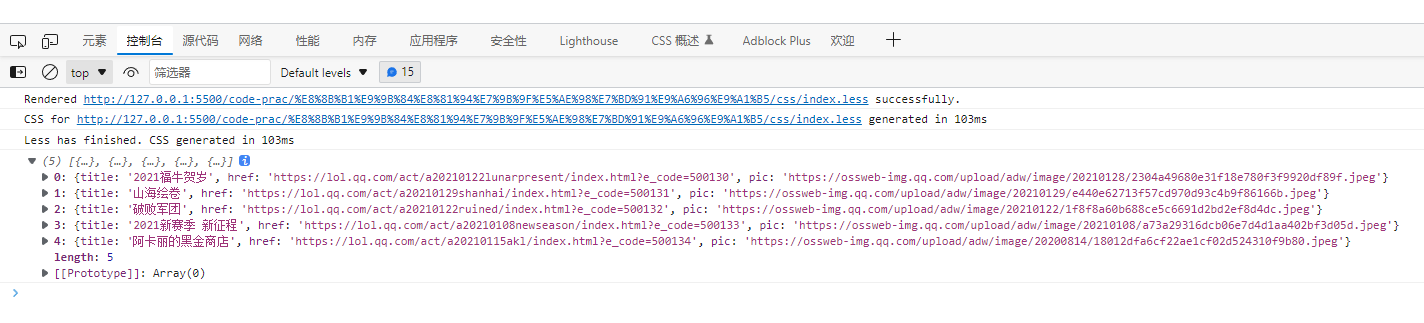 元素 控制台 源代码 网络 性能 内存 应用程序 安全性 Lighthouse CSS 概述 Adblock Plus 欢迎
top 筛选器 Default levels 15
Rendered http://127.0.0.1:5500/code-prac/%E8%8B%B1%E9%9B%84%E8%81%94%E7%9B%9F%E5%AE%98%E7%BD%91%E9%A6%96%E9%A1%B5/css/index.less successfully.
CSS for http://127.0.0.1:5500/code-prac/%E8%8B%B1%E9%9B%84%E8%81%94%E7%9B%9F%E5%AE%98%E7%BD%91%E9%A6%96%E9%A1%B5/css/index.less generated in 103ms
Less has finished. CSS generated in 103ms
(5) [{…}, {…}, {…}, {…}, {…}]
0: {title: '2021福牛贺岁', href: 'https://lol.qq.com/act/a20210122lunarpresent/index.html?e_code=500130', pic: 'https://ossweb-img.qq.com/upload/adw/image/20210128/2304a49680e31f18e780f3f9920df89f.jpeg'}
1: {title: '山海绘卷', href: 'https://lol.qq.com/act/a20210129shanhai/index.html?e_code=500131', pic: 'https://ossweb-img.qq.com/upload/adw/image/20210129/e440e62713f57cd970d93c4b9f86166b.jpeg'}
2: {title: '破败军团', href: 'https://lol.qq.com/act/a20210122ruined/index.html?e_code=500132', pic: 'https://ossweb-img.qq.com/upload/adw/image/20210122/1f8f8a60b688ce5c6691d2bd2ef8d4dc.jpeg'}
3: {title: '2021新赛季 新征程', href: 'https://lol.qq.com/act/a20210108newseason/index.html?e_code=500133', pic: 'https://ossweb-img.qq.com/upload/adw/image/20210108/a73a29316dcb06e7d4d1aa402bf3d05d.jpeg'}
4: {title: '阿卡丽的黑金商店', href: 'https://lol.qq.com/act/a20210115akl/index.html?e_code=500134', pic: 'https://ossweb-img.qq.com/upload/adw/image/20200814/18012dfa6cf22ae1cf02d524310f9b80.jpeg'}
length: 5
[[Prototype]]: Array(0)